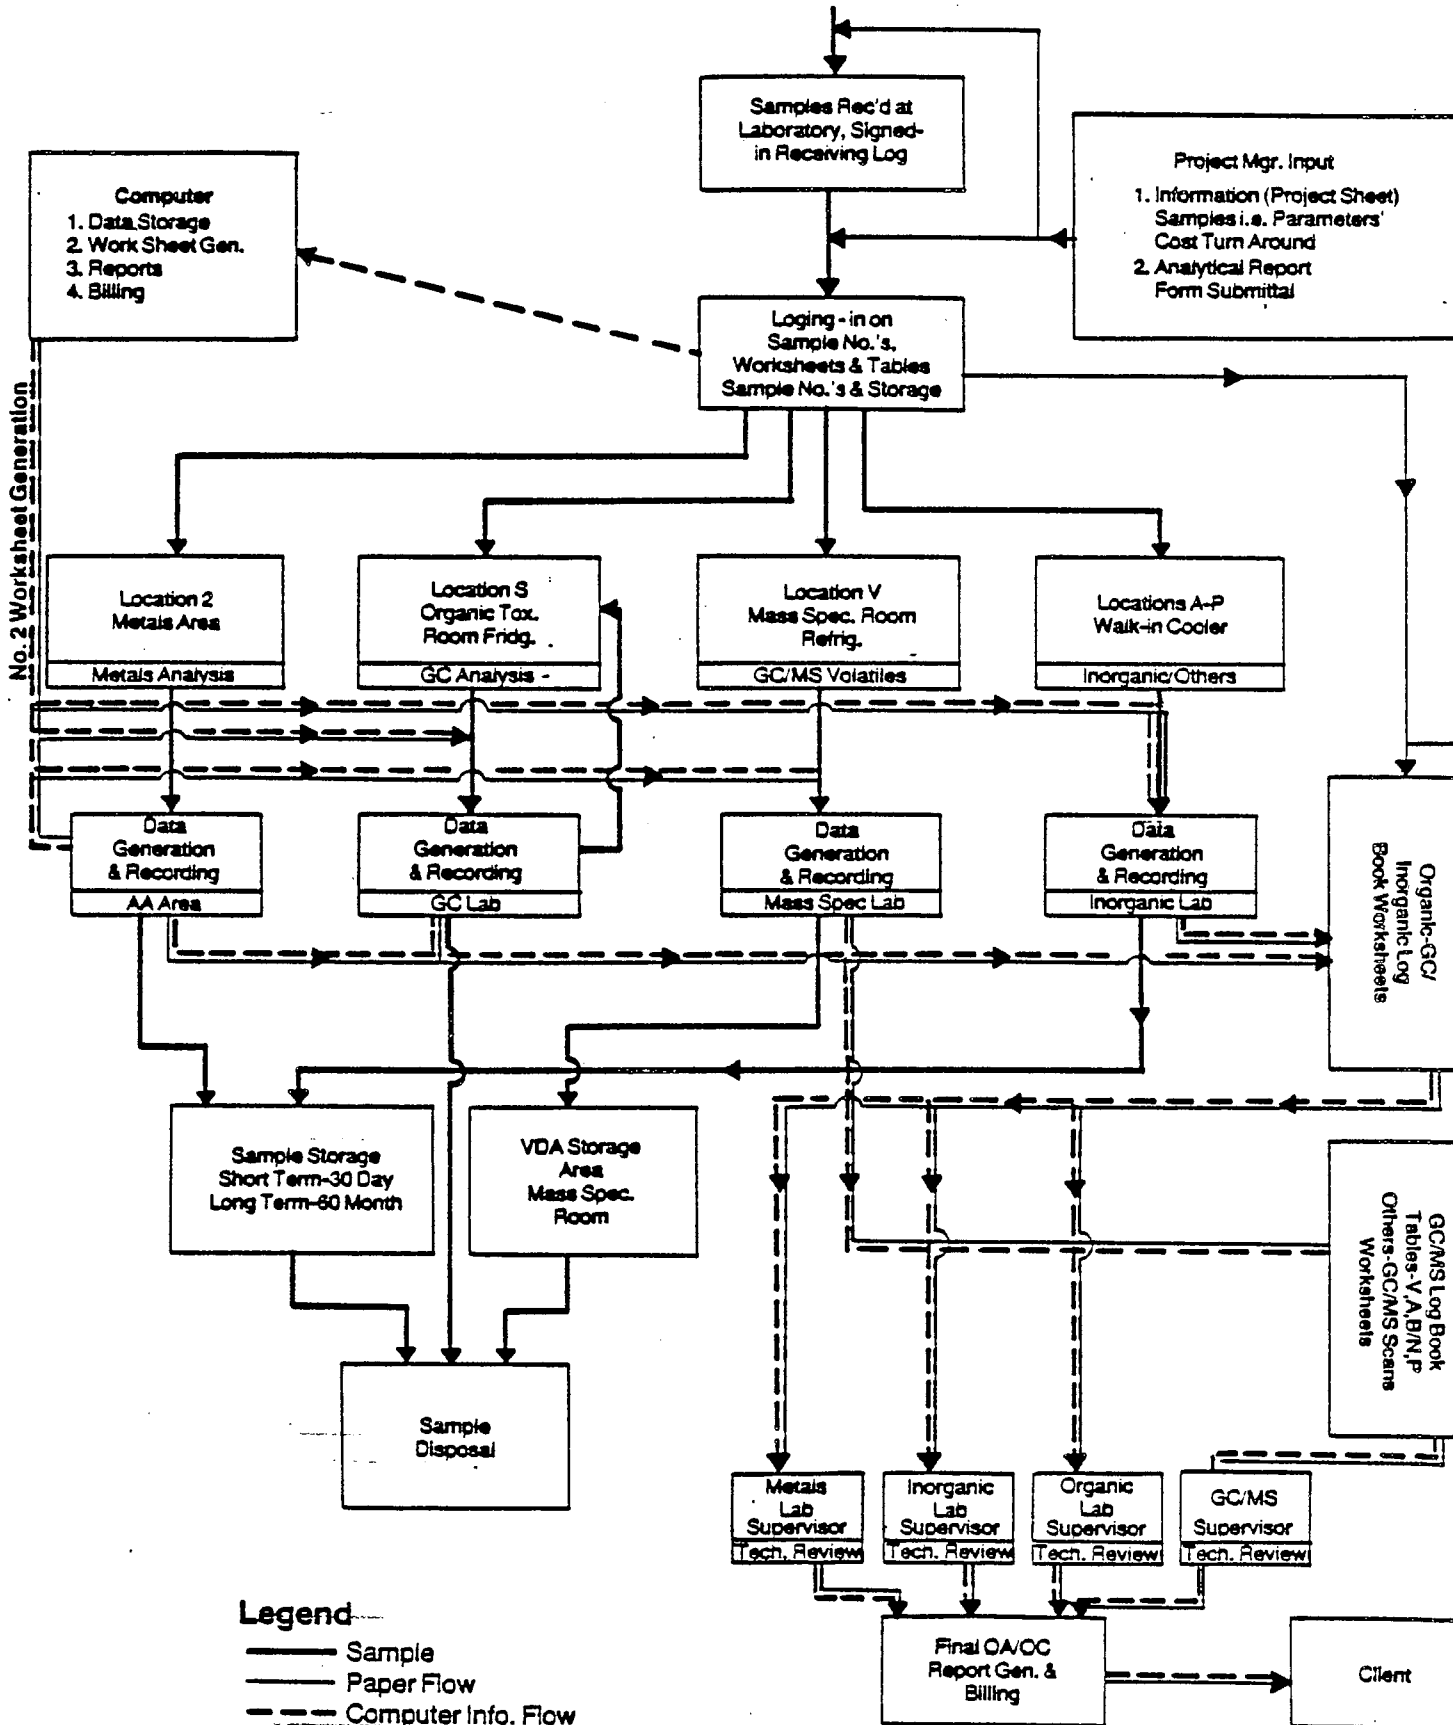 Samples Rec'd at
Laboratory, Signed-
in Receiving Log
Project Mgr. Input
1. Information (Project Sheet)
Samples i.e. Parameters'
Cost Turn Around
2. Analytical Report
Form Submittal
Computer
1. Data Storage
2. Work Sheet Gen.
3. Reports
4. Billing
Loging-in on
Sample No.'s,
Worksheets & Tables
Sample No.'s & Storage
No. 2 Worksheet Generation
Location 2
Metals Area
Metals Analysis
Location S
Organic Tox.
Room Fridg.
GC Analysis -
Location V
Mass Spec. Room
Refrig.
GC/MS Volatiles
Locations A-P
Walk-in Cooler
Inorganic/Others
Data
Generation
& Recording
AA Area
Data
Generation
& Recording
GC Lab
Data
Generation
& Recording
Mass Spec Lab
Data
Generation
& Recording
Inorganic Lab
Organic-GC/
Inorganic Log
Book Worksheets
Sample Storage
Short Term-30 Day
Long Term-60 Month
VDA Storage
Area
Mass Spec.
Room
GC/MS Log Book
Tables-V,A,B/N,P
Others-GC/MS Scans
Worksheets
Sample
Disposal
Metals
Lab
Supervisor
Tech. Review
Inorganic
Lab
Supervisor
Tech. Review
Organic
Lab
Supervisor
Tech. Review
GC/MS
Supervisor
Tech. Review
Final OA/OC
Report Gen. &
Billing
Client
Legend
Sample
Paper Flow
Computer Info. Flow